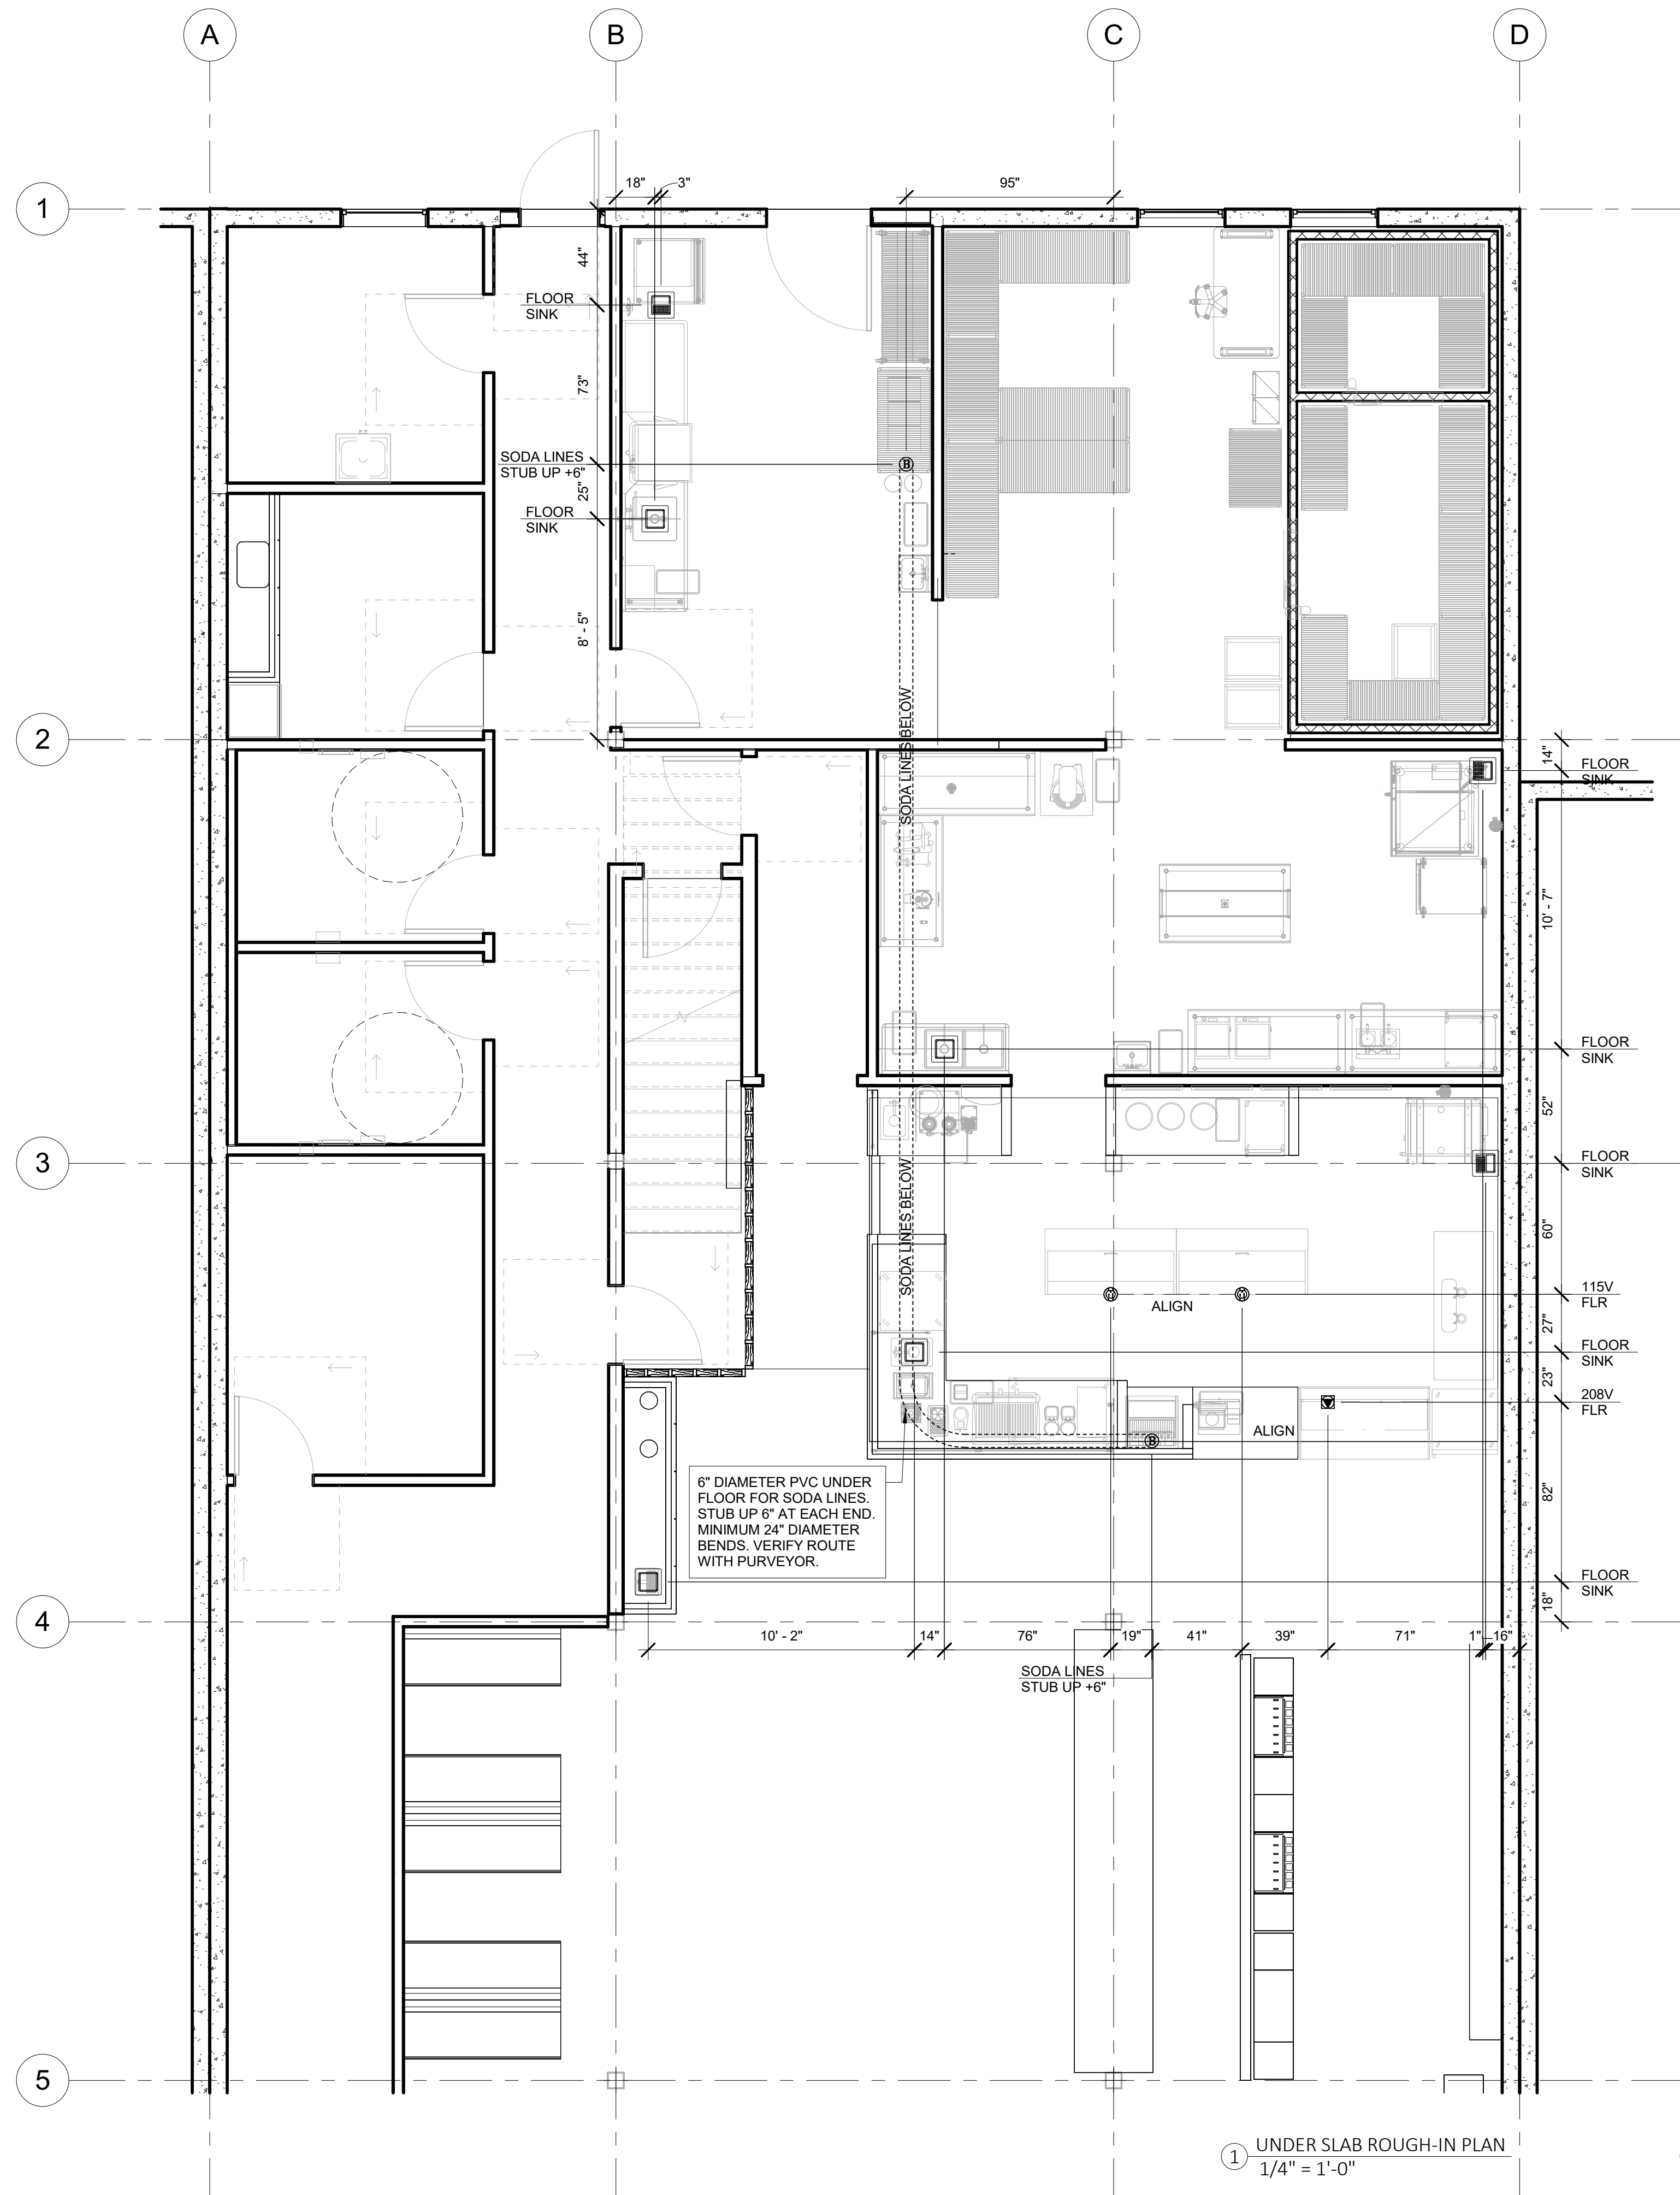 A
B
C
D
18"
3"
95"
1
44"
FLOOR
SINK
73"
SODA LINES
STUB UP +6"
B
25"
FLOOR
SINK
8' - 5"
SODA LINES BELOW
2
14"
FLOOR
SINK
10' - 7"
FLOOR
SINK
52"
3
FLOOR
SINK
SODA LINES BELOW
60"
115V
FLR
ALIGN
27"
FLOOR
SINK
23"
208V
FLR
ALIGN
B
6" DIAMETER PVC UNDER
FLOOR FOR SODA LINES.
STUB UP 6" AT EACH END.
MINIMUM 24" DIAMETER
BENDS. VERIFY ROUTE
WITH PURVEYOR.
82"
FLOOR
SINK
18"
4
10' - 2"
14"
76"
19"
41"
39"
71"
1"
16"
SODA LINES
STUB UP +6"
5
1
UNDER SLAB ROUGH-IN PLAN
1/4" = 1'-0"